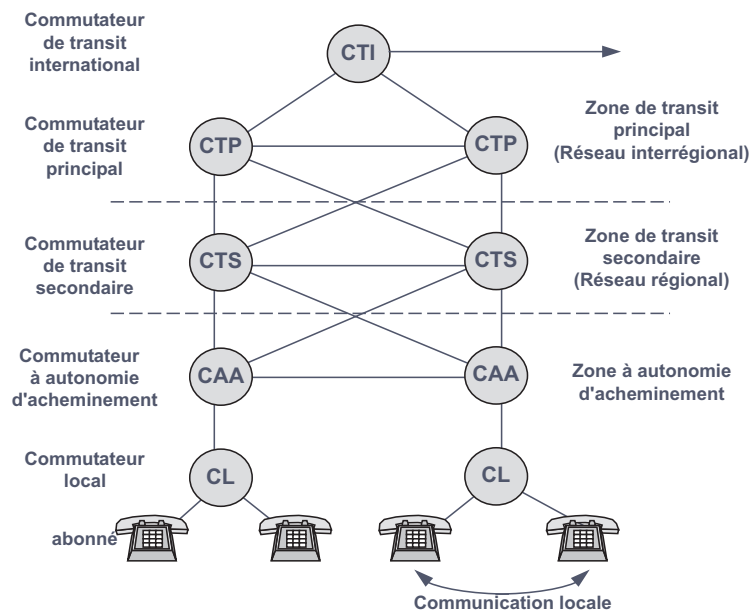 Commutateur
de transit
international
CTI
Commutateur
de transit
principal
CTP
CTP
Zone de transit
principal
(Réseau interrégional)
Commutateur
de transit
secondaire
CTS
CTS
Zone de transit
secondaire
(Réseau régional)
Commutateur
à autonomie
d'acheminement
CAA
CAA
Zone à autonomie
d'acheminement
Commutateur
local
CL
CL
abonné
Communication locale